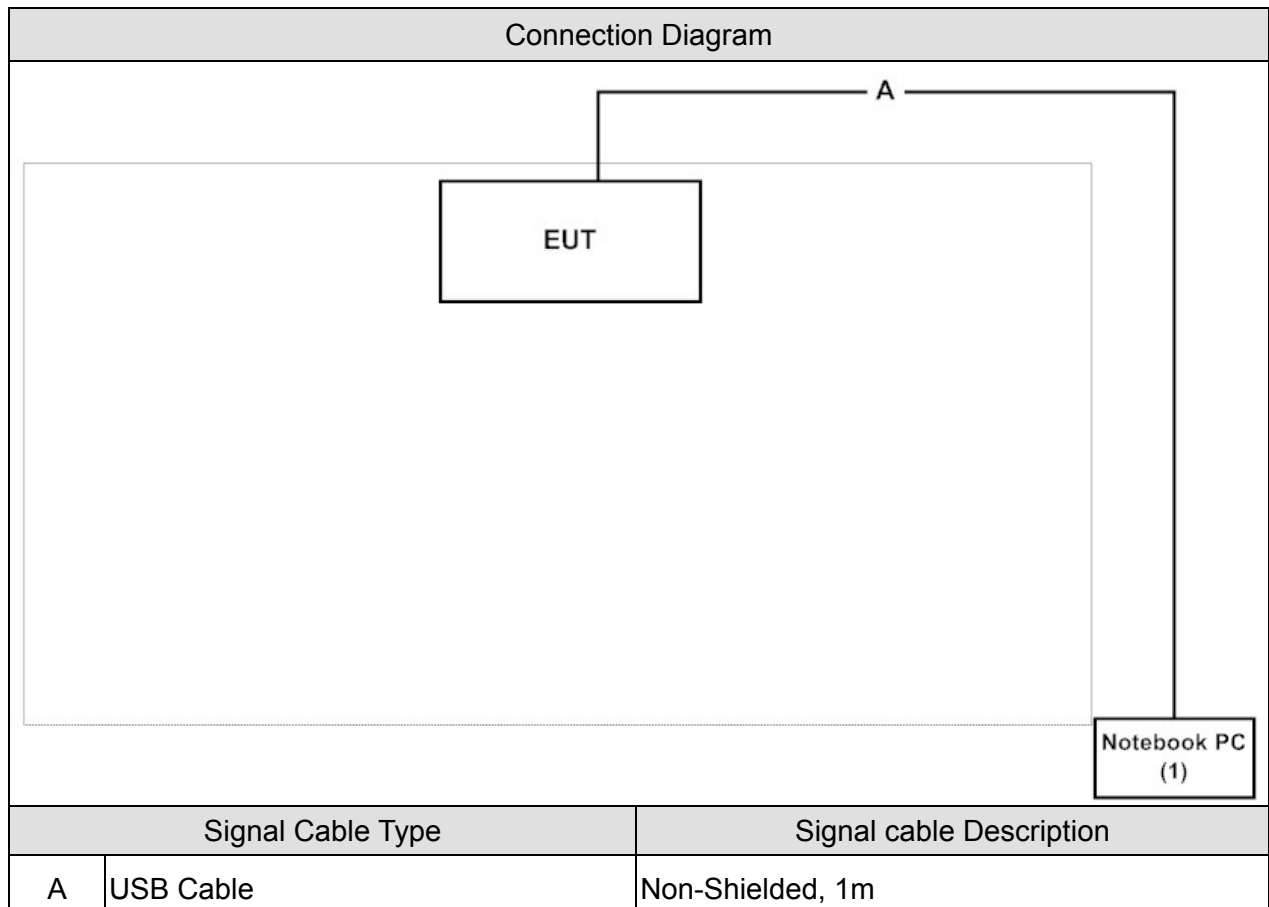 Connection Diagram
A
EUT
Notebook PC
(1)
Signal Cable Type Signal cable Description
A USB Cable Non-Shielded, 1m